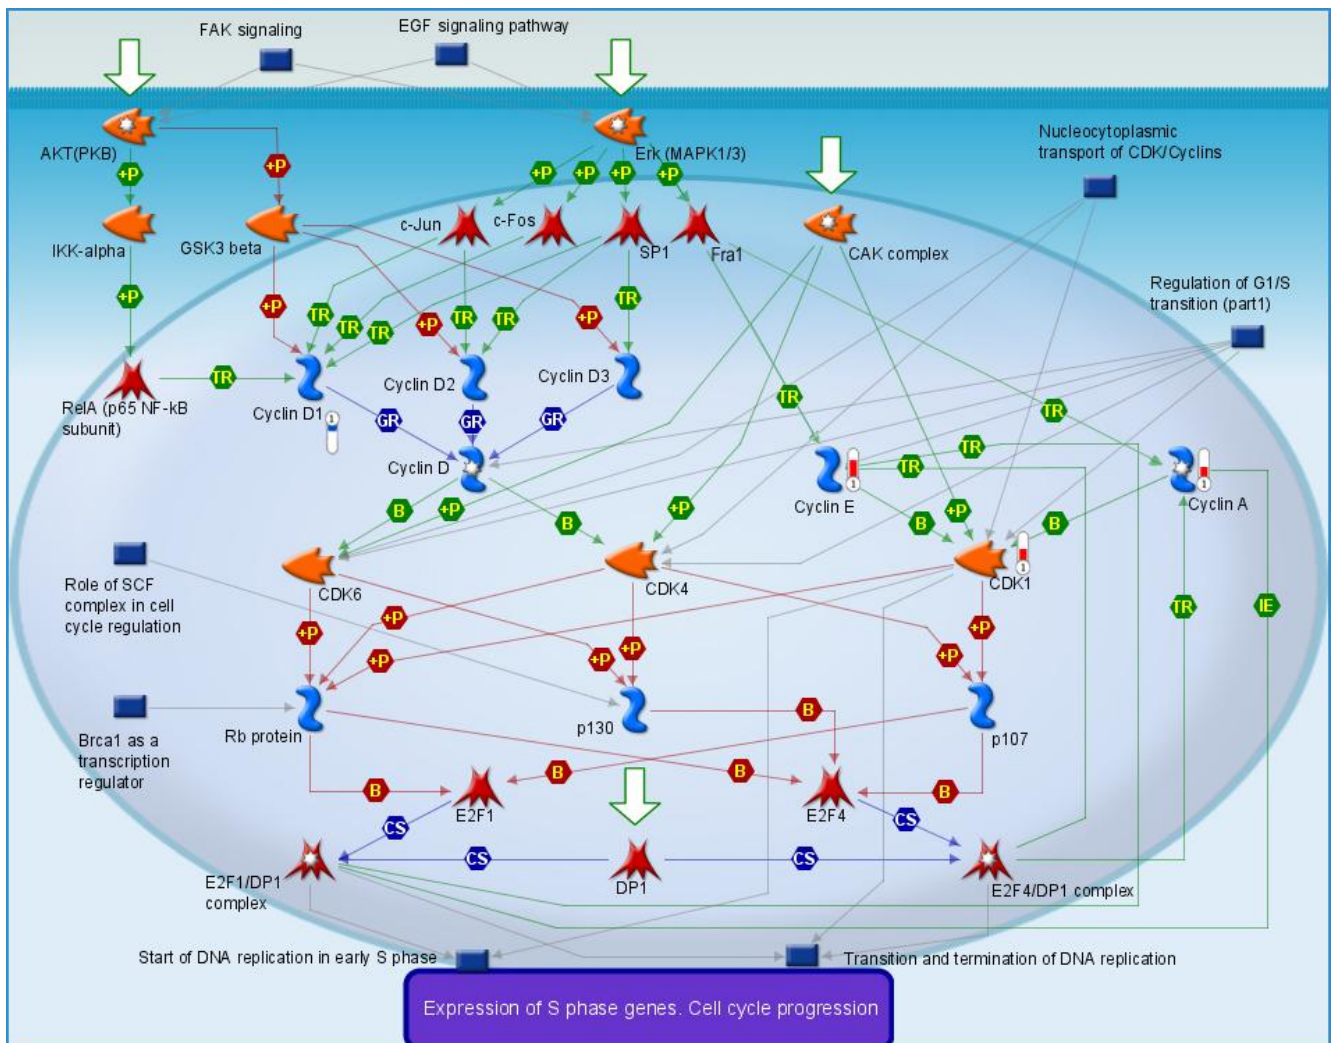 FAK signaling
EGF signaling pathway
AKT(PKB)
Erk (MAPK1/3)
Nucleocytoplasmic
transport of CDK/Cyclins
+P
+P
+P
+P
+P
+P
IKK-alpha
GSK3 beta
c-Jun
c-Fos
SP1
Fra1
CAK complex
Regulation of G1/S
transition (part1)
+P
+P
TR
TR
TR
+P
TR
TR
+P
TR
RelA (p65 NF-kB
subunit)
TR
Cyclin D1
Cyclin D2
Cyclin D3
TR
TR
1
GR
GR
GR
Cyclin D
TR
TR
Cyclin E
1
Cyclin A
1
B
+P
B
+P
B
+P
B
Role of SCF
complex in cell
cycle regulation
CDK6
CDK4
CDK1
1
TR
IE
+P
+P
+P
+P
+P
+P
+P
Brca1 as a
transcription
regulator
Rb protein
p130
B
p107
B
B
B
B
E2F1
E2F4
CS
CS
CS
CS
E2F1/DP1
complex
DP1
E2F4/DP1 complex
Start of DNA replication in early S phase
Transition and termination of DNA replication
Expression of S phase genes. Cell cycle progression